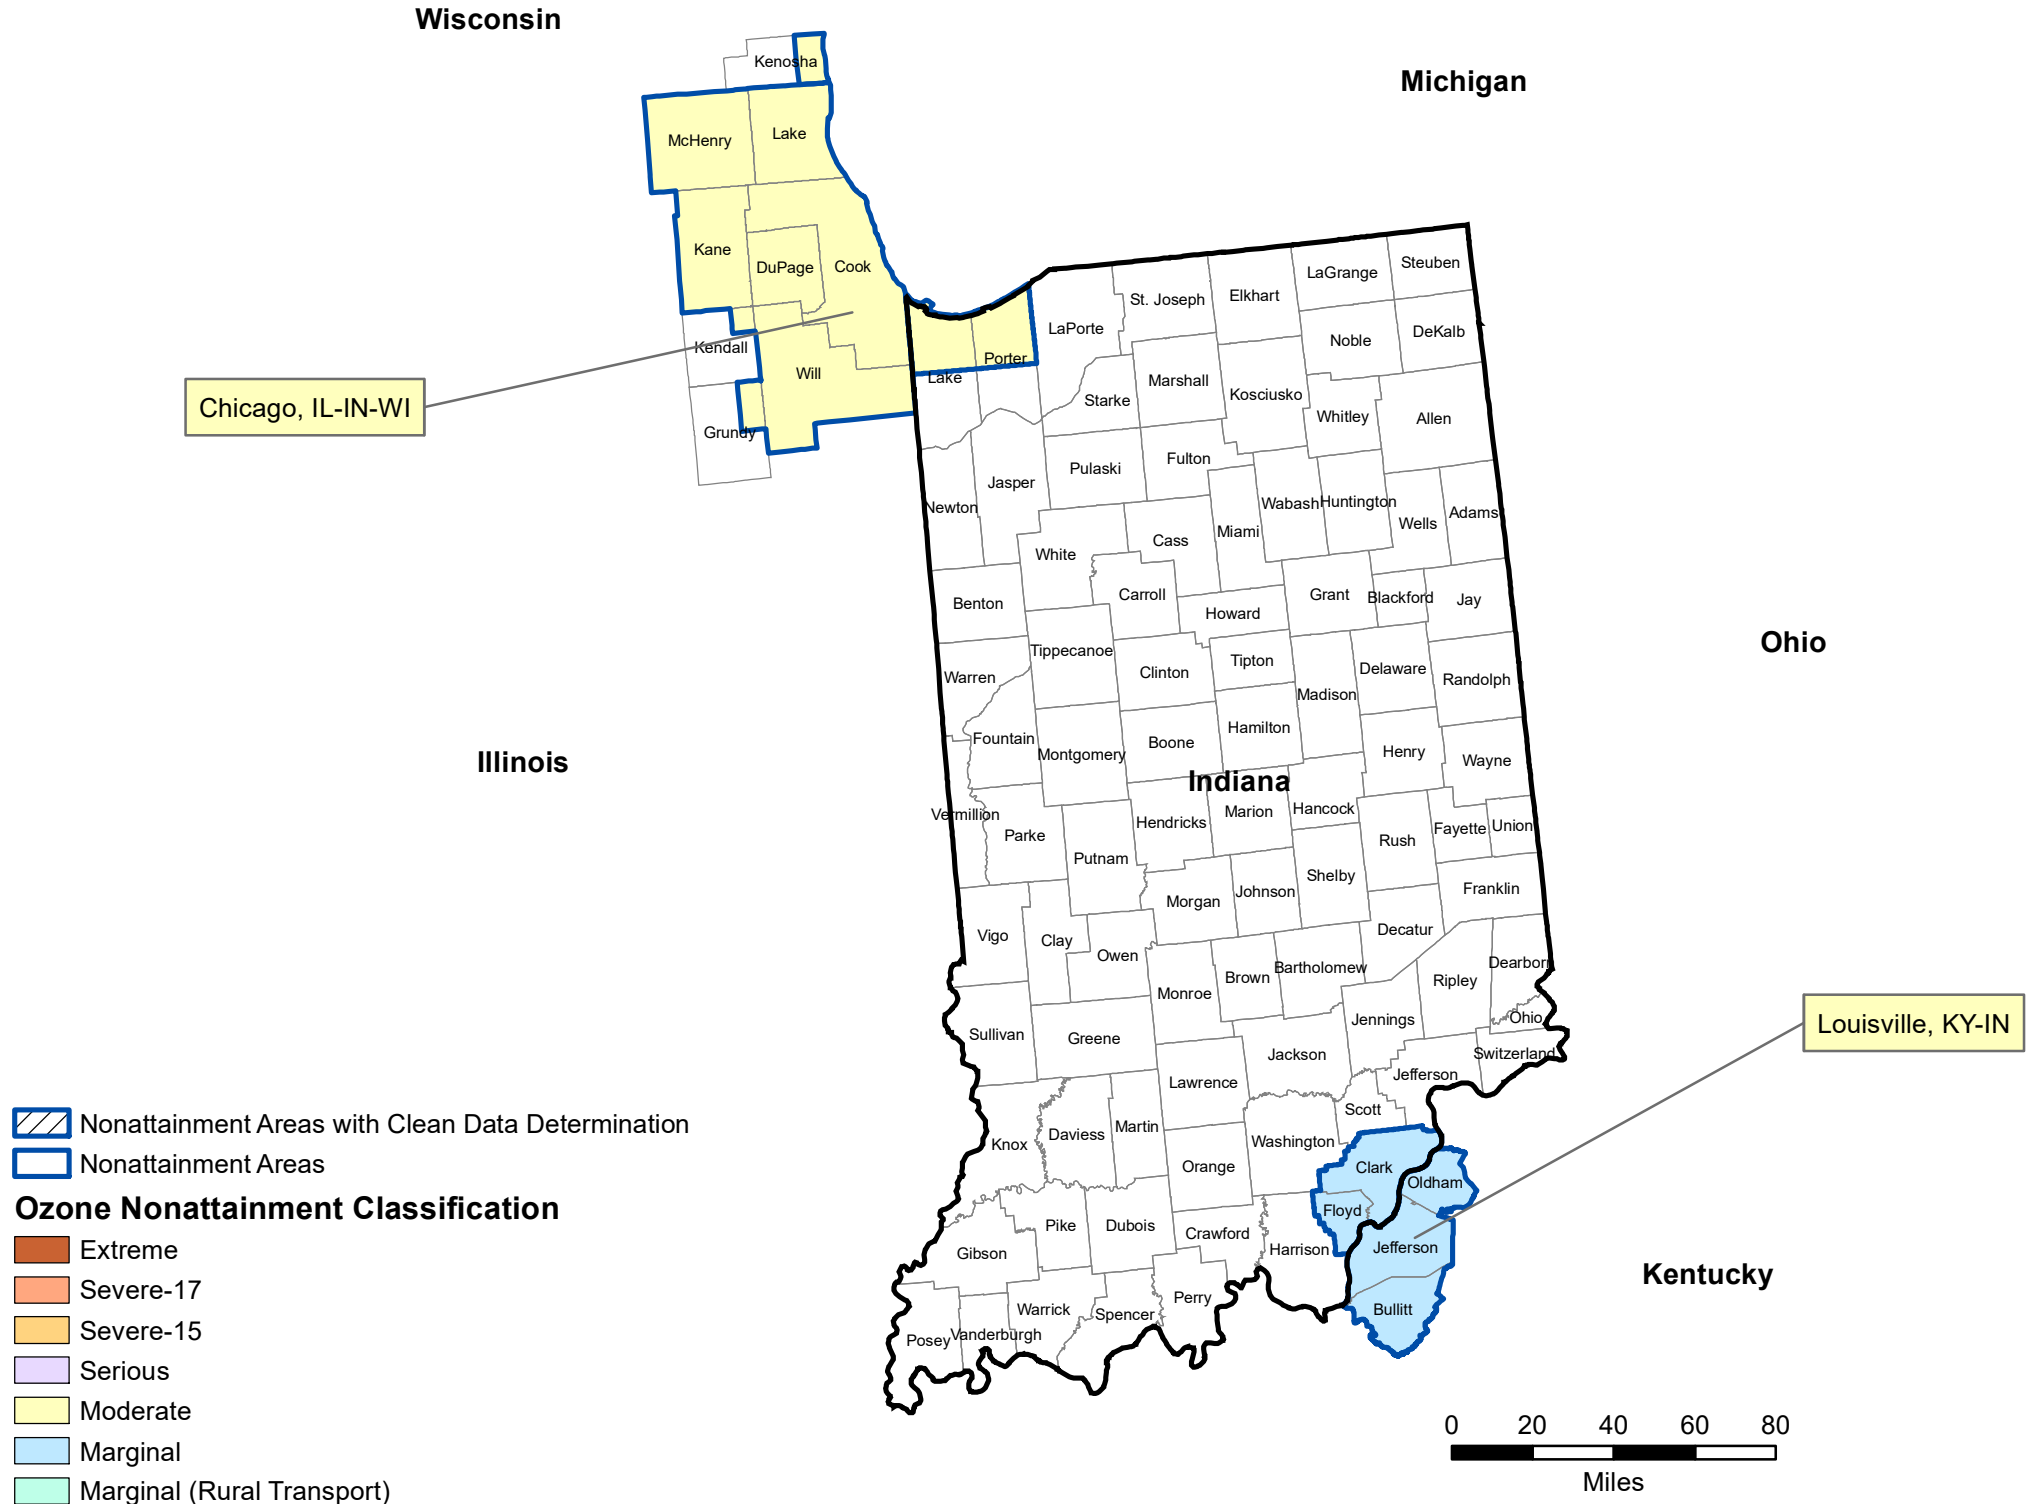 Wisconsin
Michigan
Kenosha
McHenry
Lake
Kane
DuPage
Cook
Kendall
Will
Grundy
Chicago, IL-IN-WI
Lake
Porter
LaPorte
St. Joseph
Elkhart
LaGrange
Steuben
Noble
DeKalb
Starke
Marshall
Kosciusko
Whitley
Allen
Newton
Jasper
Pulaski
Fulton
Wabash
Huntington
Wells
Adams
White
Cass
Miami
Benton
Carroll
Howard
Grant
Blackford
Jay
Ohio
Warren
Tippecanoe
Clinton
Tipton
Madison
Delaware
Randolph
Illinois
Fountain
Montgomery
Boone
Hamilton
Henry
Wayne
Indiana
Vermillion
Parke
Putnam
Hendricks
Marion
Hancock
Rush
Fayette
Union
Vigo
Clay
Owen
Morgan
Johnson
Shelby
Decatur
Franklin
Monroe
Brown
Bartholomew
Ripley
Dearborn
Sullivan
Greene
Jackson
Jennings
Ohio
Switzerland
Louisville, KY-IN
Lawrence
Jefferson
Scott
Knox
Daviess
Martin
Orange
Washington
Clark
Oldham
Floyd
Gibson
Pike
Dubois
Crawford
Harrison
Jefferson
Kentucky
Posey
Vanderburgh
Warrick
Spencer
Perry
Bullitt
Nonattainment Areas with Clean Data Determination
Nonattainment Areas
Ozone Nonattainment Classification
Extreme
Severe-17
Severe-15
Serious
Moderate
Marginal
Marginal (Rural Transport)
0 20 40 60 80
Miles